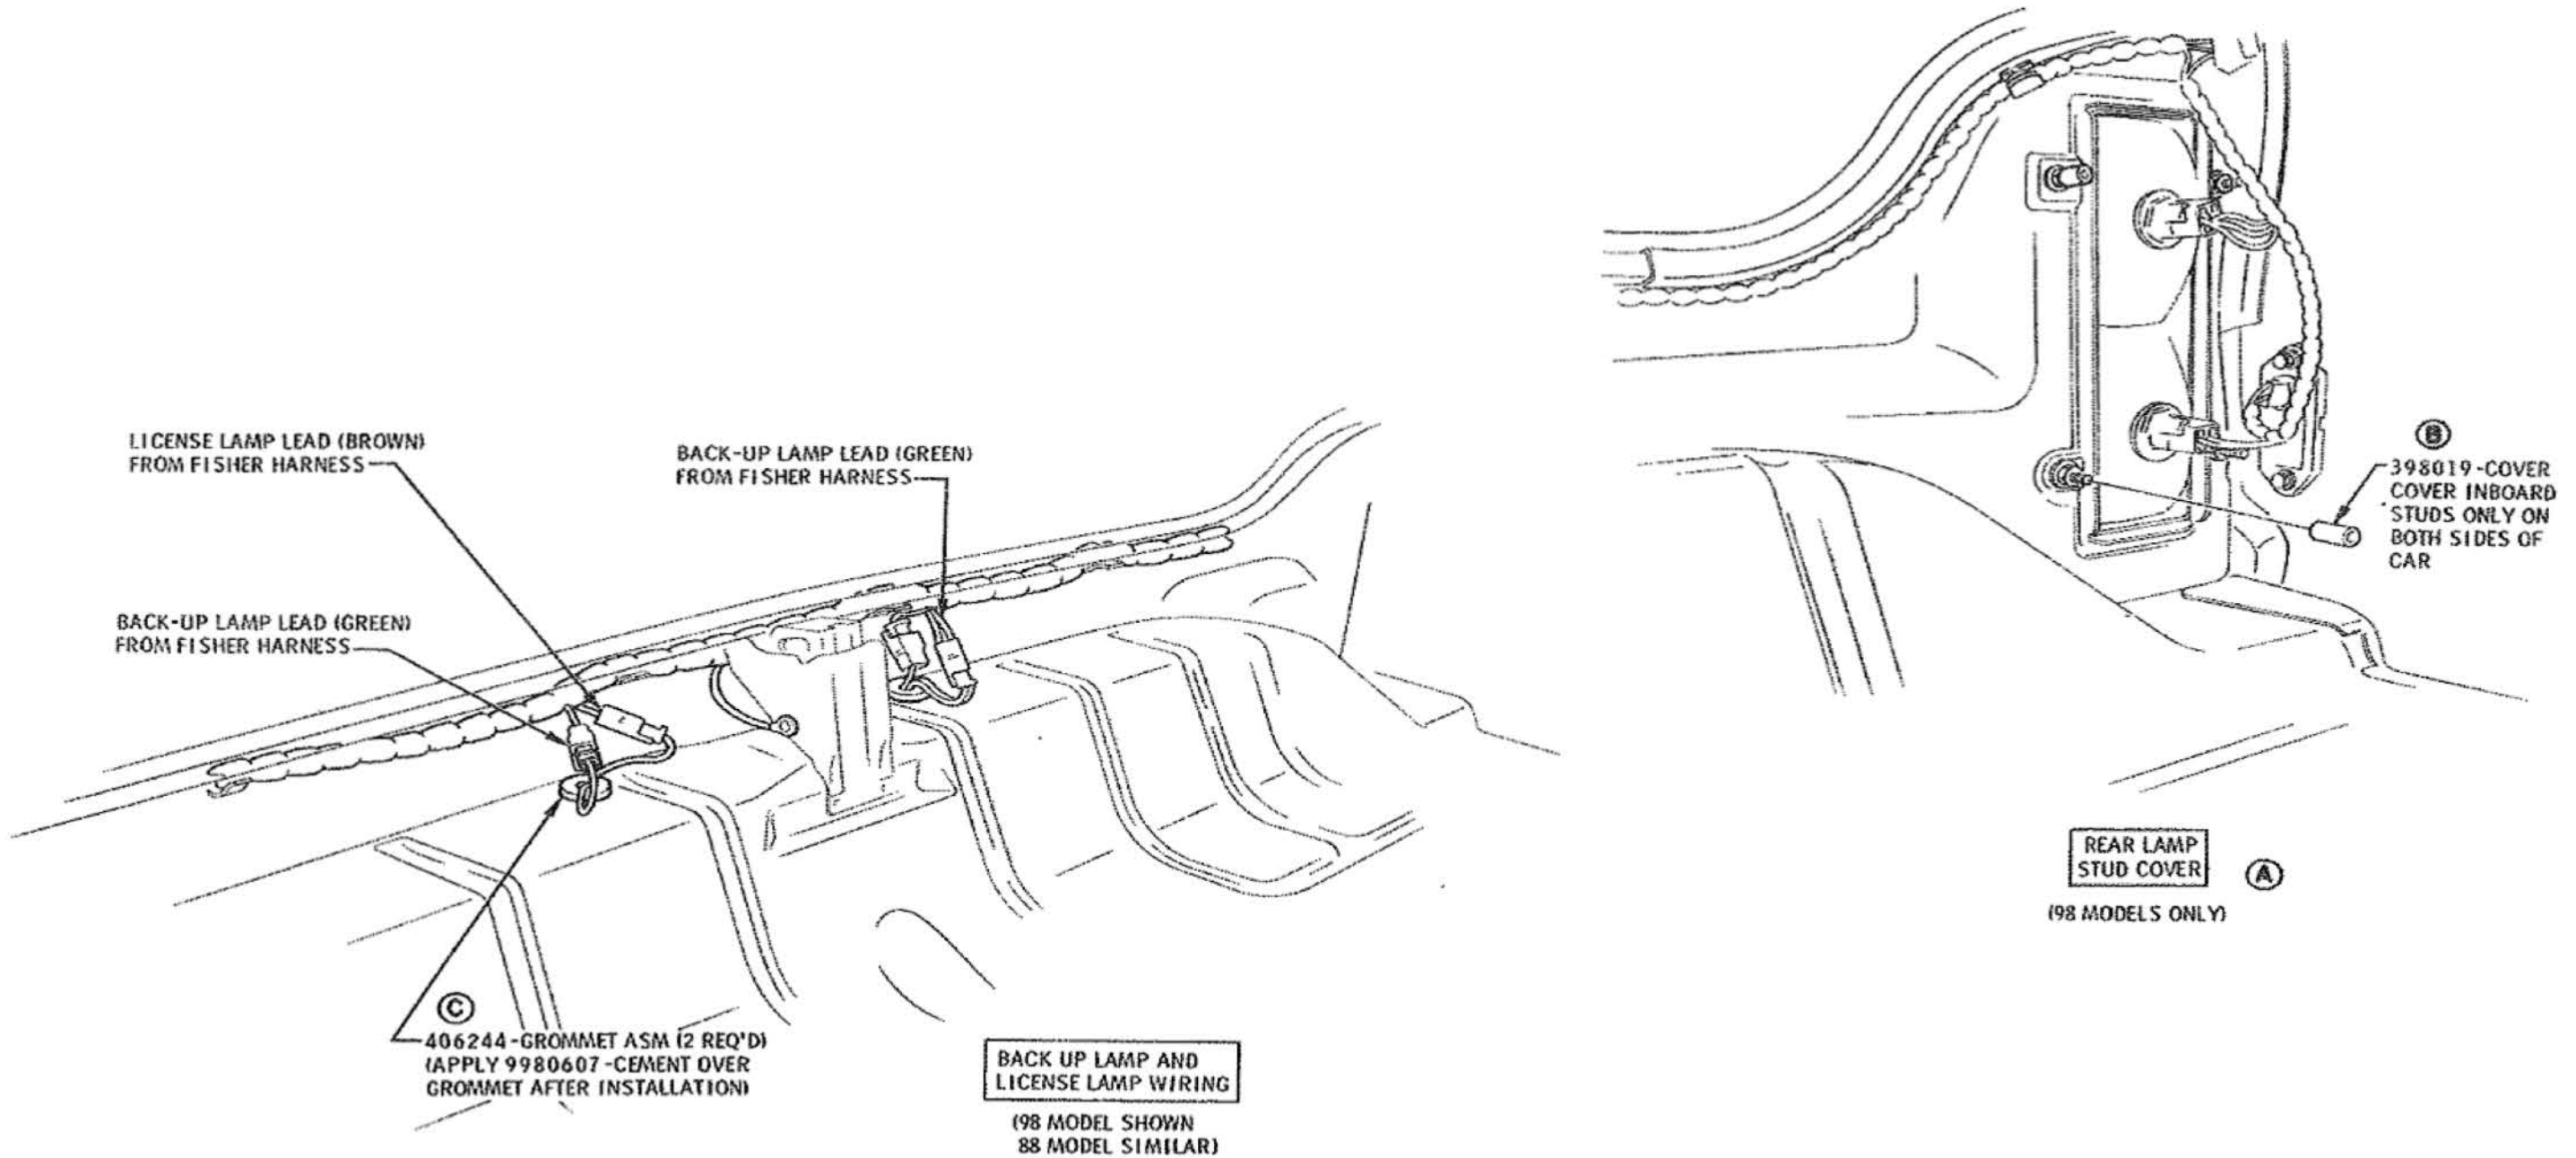 LICENSE LAMP LEAD (BROWN)
FROM FISHER HARNESS
BACK-UP LAMP LEAD (GREEN)
FROM FISHER HARNESS
BACK-UP LAMP LEAD (GREEN)
FROM FISHER HARNESS
C
406244-GROMMET ASM (2 REQ'D)
(APPLY 9980607-CEMENT OVER
GROMMET AFTER INSTALLATION)
BACK UP LAMP AND
LICENSE LAMP WIRING
(98 MODEL SHOWN
88 MODEL SIMILAR)
B
398019-COVER
COVER INBOARD
STUDS ONLY ON
BOTH SIDES OF
CAR
REAR LAMP
STUD COVER
A
(98 MODELS ONLY)